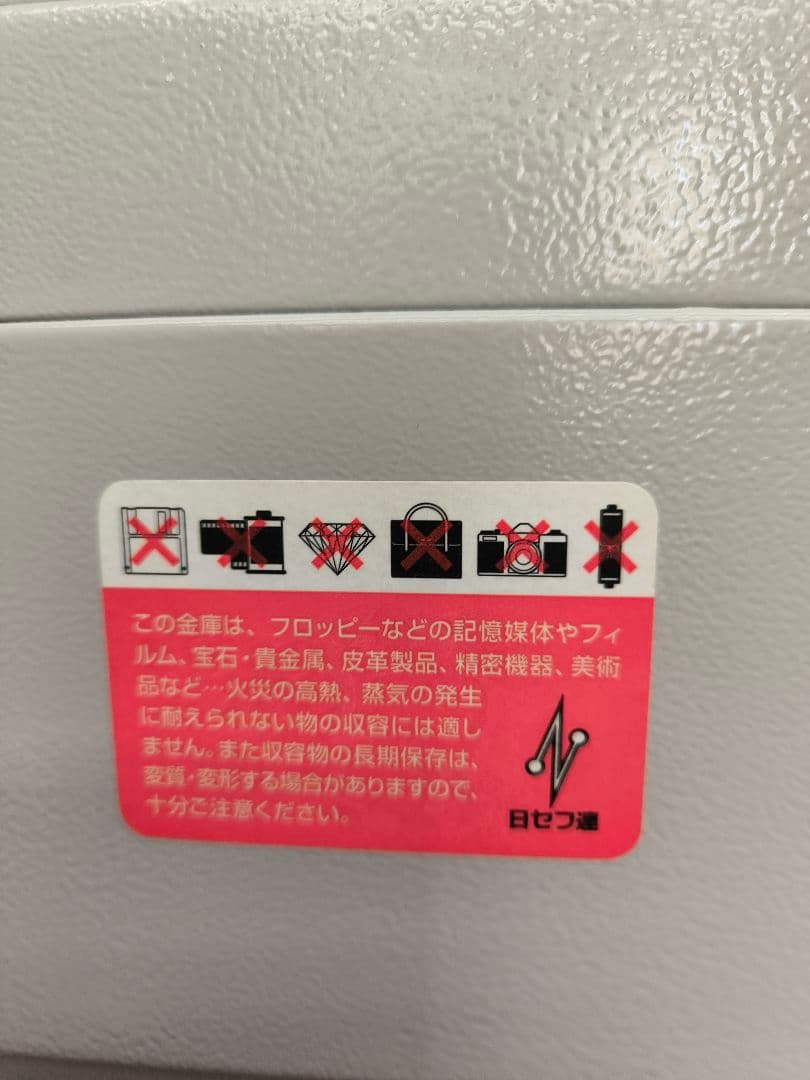 この金庫は、フロッピーなどの記憶媒体やフィ
ルム、宝石・貴金属、皮革製品、精密機器、美術
品など…火災の高熱、蒸気の発生
に耐えられない物の収容には適し
ません。また収容物の長期保存は、
変質・変形する場合がありますので、
十分ご注意ください。
日セフ連